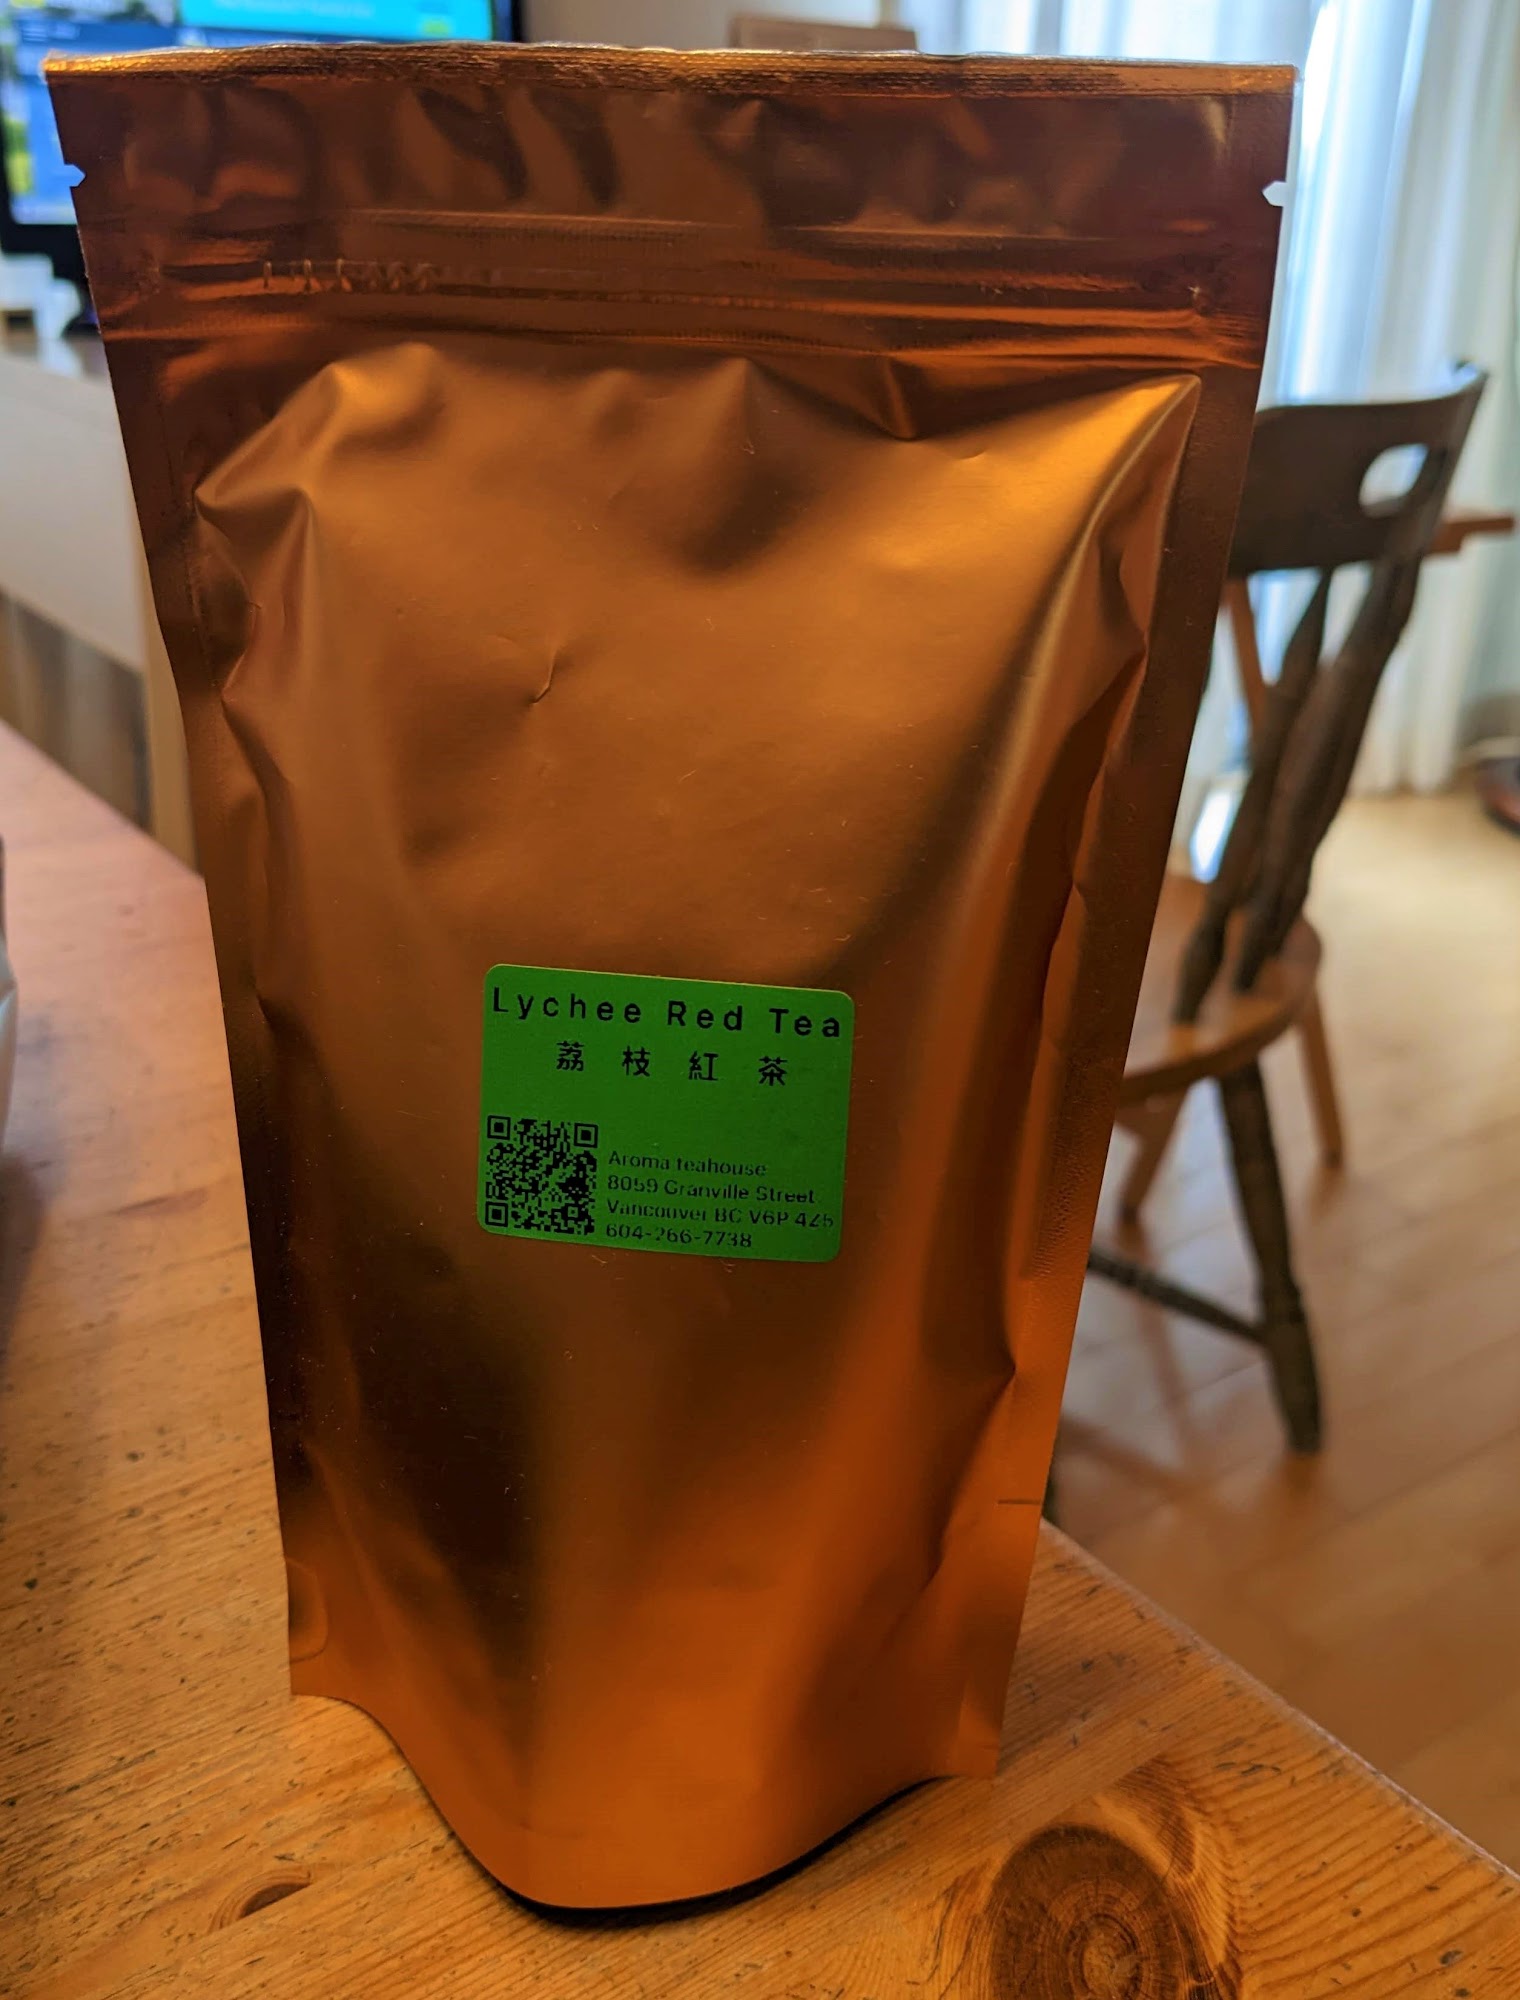 Lychee Red Tea
荔枝紅茶
Aroma teahouse
8059 Granville Street
Vancouver BC V6P 4Z5
604-266-7738